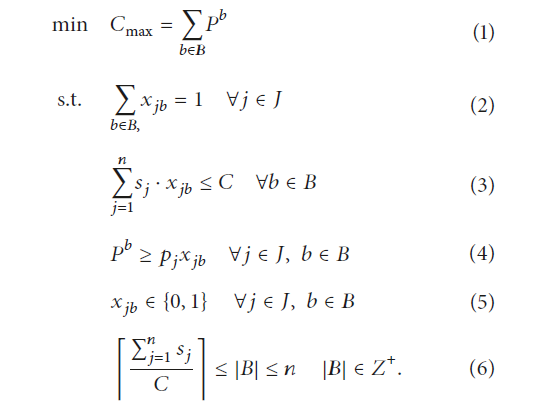 min C_max = ∑_{b∈B} P^b (1)
s.t. ∑_{b∈B,} x_{jb} = 1 ∀j ∈ J (2)
∑_{j=1}^{n} s_j · x_{jb} ≤ C ∀b ∈ B (3)
P^b ≥ p_j x_{jb} ∀j ∈ J, b ∈ B (4)
x_{jb} ∈ {0, 1} ∀j ∈ J, b ∈ B (5)
⌈ ∑_{j=1}^{n} s_j / C ⌉ ≤ |B| ≤ n |B| ∈ Z^+. (6)